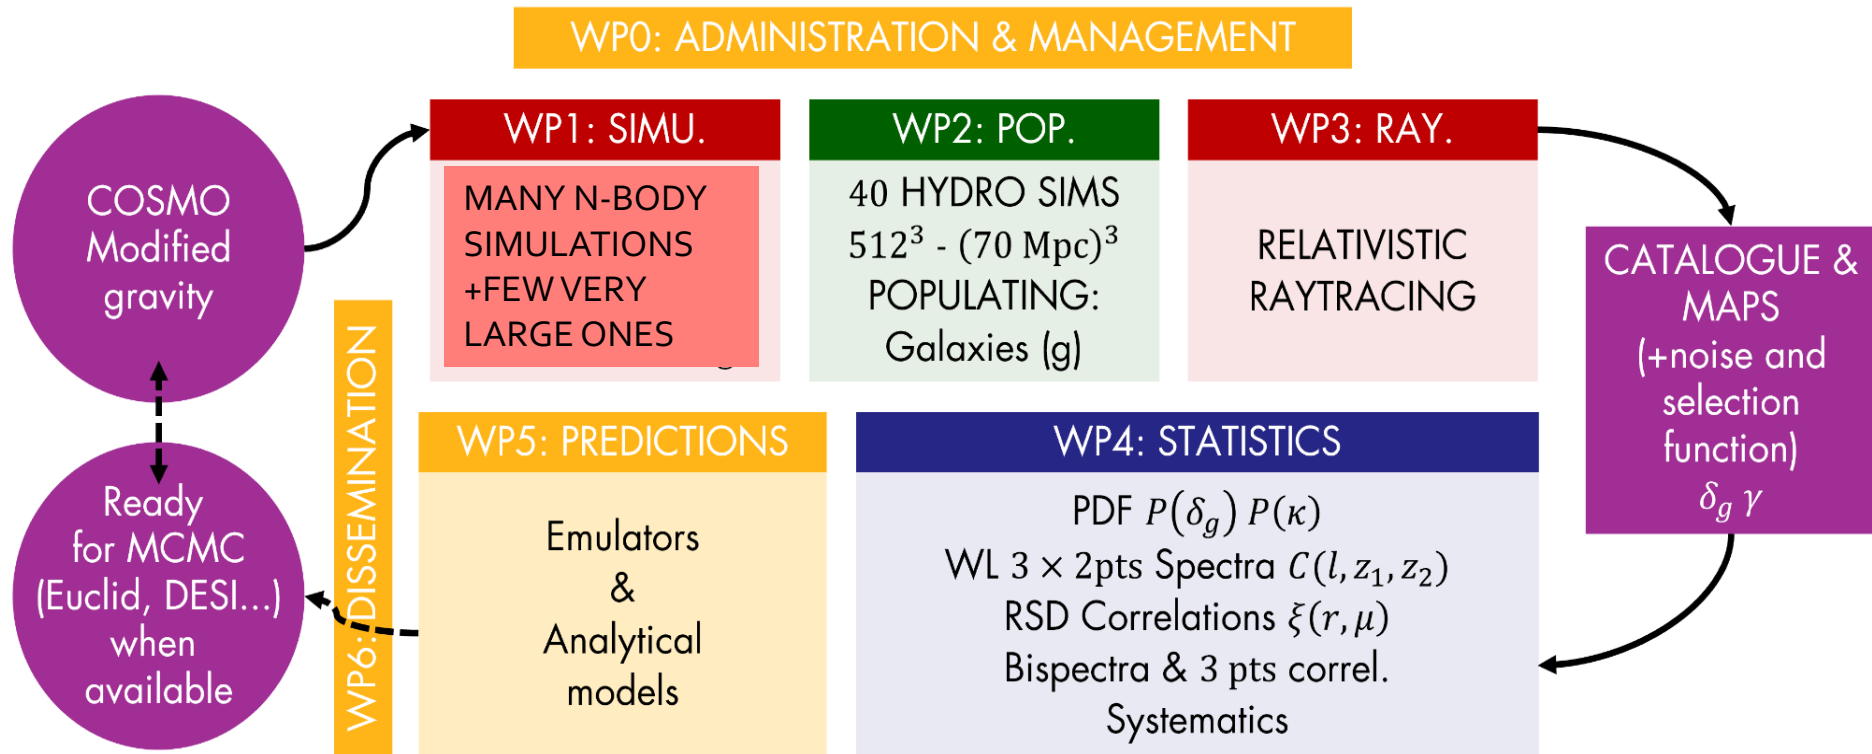 WP0: ADMINISTRATION & MANAGEMENT
COSMO
Modified
gravity
WP1: SIMU.
MANY N-BODY
SIMULATIONS
+FEW VERY
LARGE ONES
WP2: POP.
40 HYDRO SIMS
512³ - (70 Mpc)³
POPULATING:
Galaxies (g)
WP3: RAY.
RELATIVISTIC
RAYTRACING
CATALOGUE &
MAPS
(+noise and
selection
function)
δ_g γ
WP4: STATISTICS
PDF P(δ_g) P(κ)
WL 3 × 2pts Spectra C(l, z₁, z₂)
RSD Correlations ξ(r, μ)
Bispectra & 3 pts correl.
Systematics
WP5: PREDICTIONS
Emulators
&
Analytical
models
WP6: DISSEMINATION
Ready
for MCMC
(Euclid, DESI...)
when
available